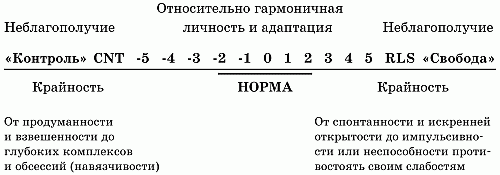 Относительно гармоничная
Неблагополучие личность и адаптация Неблагополучие
«Контроль» CNT -5 -4 -3 -2 -1 0 1 2 3 4 5 RLS «Свобода»
Крайность НОРМА Крайность
От продуманности
и взвешенности до
глубоких комплексов
и обсессий (навязчивости)
От спонтанности и искренней
открытости до импульсивно-
сти или неспособности проти-
востоять своим слабостям